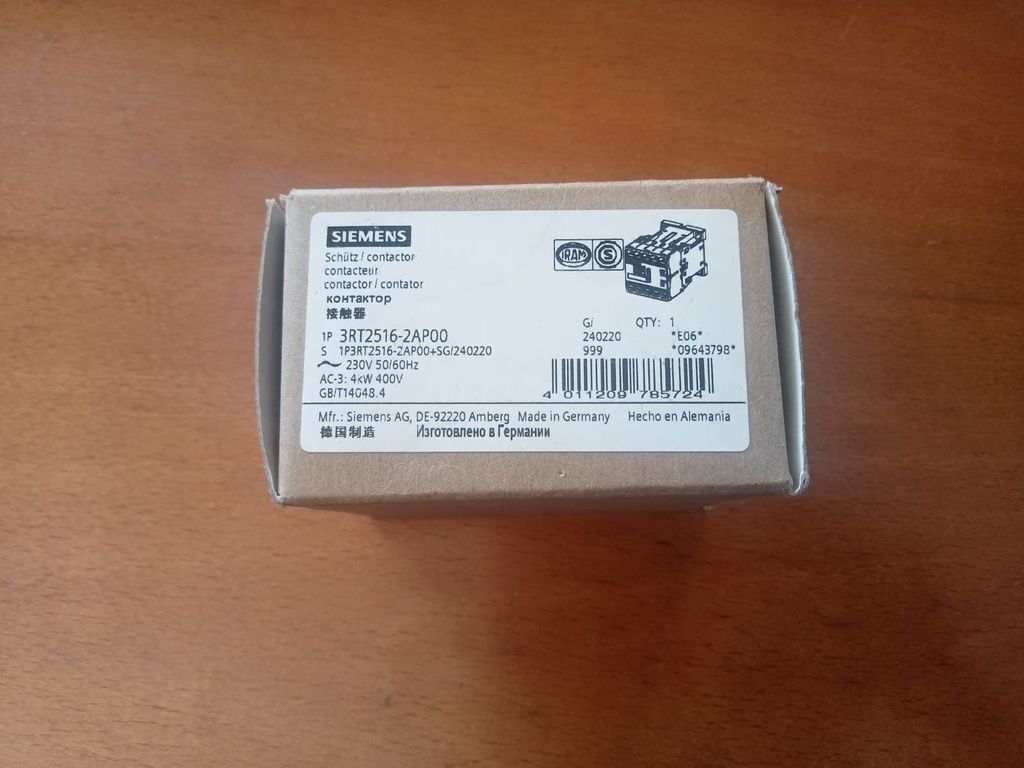 SIEMENS
Schütz / contactor
contacteur
contactor / contator
контактор
接触器
IRAM S
1P 3RT2516-2AP00
S 1P3RT2516-2AP00+SG/240220
~ 230V 50/60Hz
AC-3: 4kW 400V
GB/T14048.4
G/ QTY: 1
240220 *E06*
999 *09643798*
4 011209 785724
Mfr.: Siemens AG, DE-92220 Amberg Made in Germany Hecho en Alemania
德国制造 Изготовлено в Германии